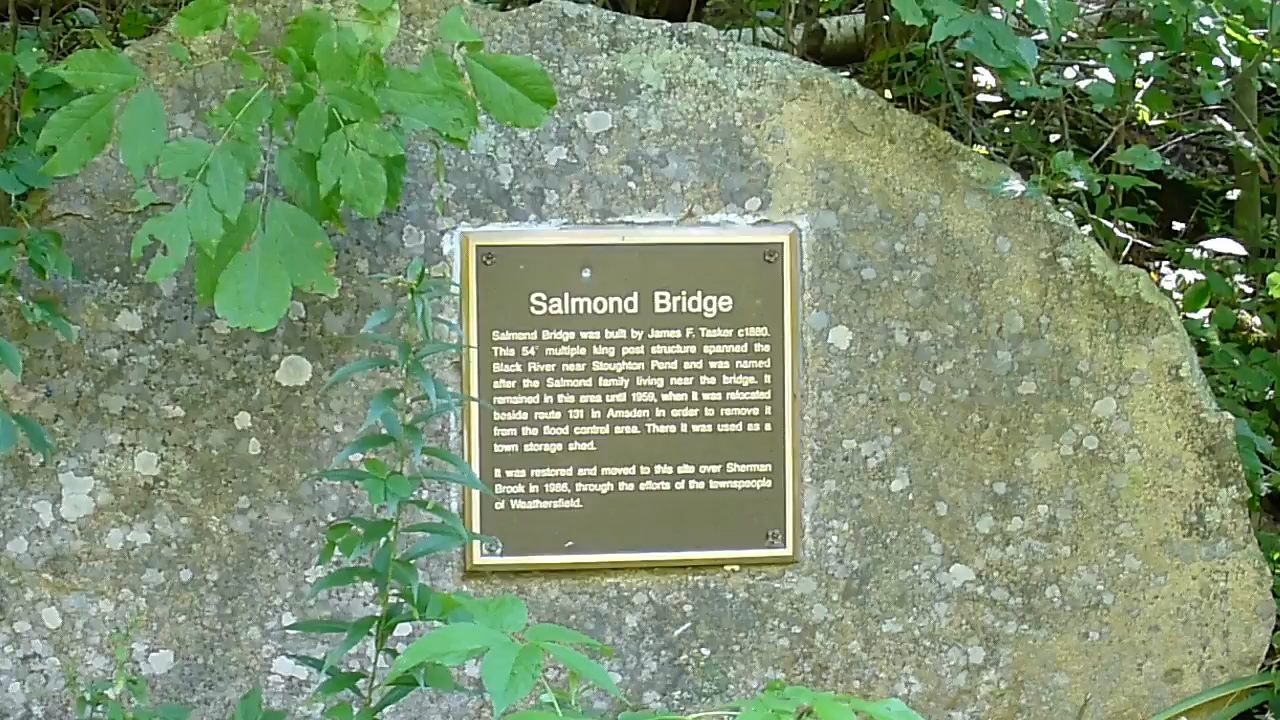 Salmond Bridge
Salmond Bridge was built by James F. Tasker c1880.
This 54' multiple king post structure spanned the
Black River near Stoughton Pond and was named
after the Salmond family living near the bridge. It
remained in this area until 1959, when it was relocated
beside route 131 in Amsden in order to remove it
from the flood control area. There it was used as a
town storage shed.
It was restored and moved to this site over Sherman
Brook in 1986, through the efforts of the townspeople
of Weathersfield.